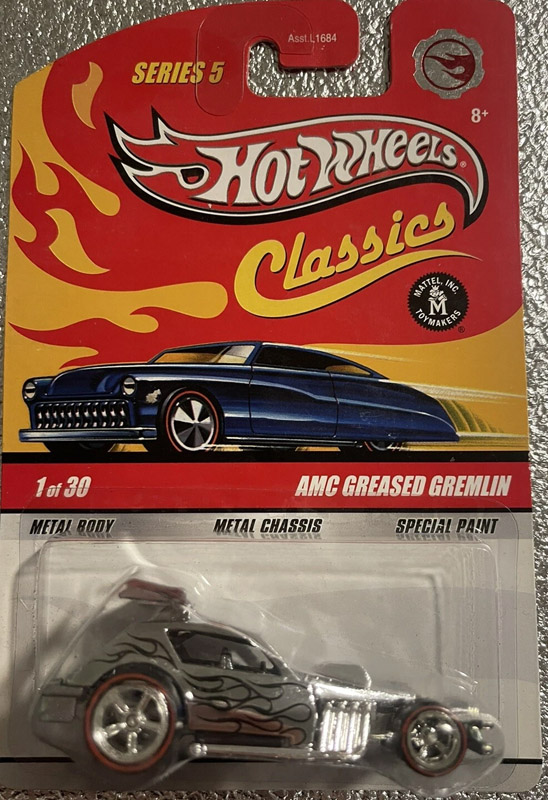 Asst.L1684
SERIES 5
8+
HOT WHEELS®
Classics
MATTEL, INC.
M
TOYMAKERS
®
1 of 30
AMC GREASED GREMLIN
METAL BODY
METAL CHASSIS
SPECIAL PAINT